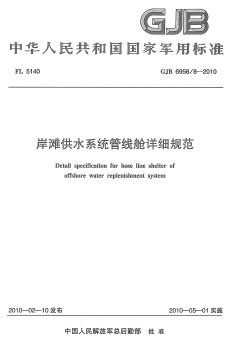 GJB
中华人民共和国国家军用标准
FL 5140 GJB 6956/8—2010
岸滩供水系统管线舱详细规范
Detail specification for hose line shelter of
offshore water replenishment system
2010—02—10 发布 2010—05—01 实施
中国人民解放军总后勤部 批 准